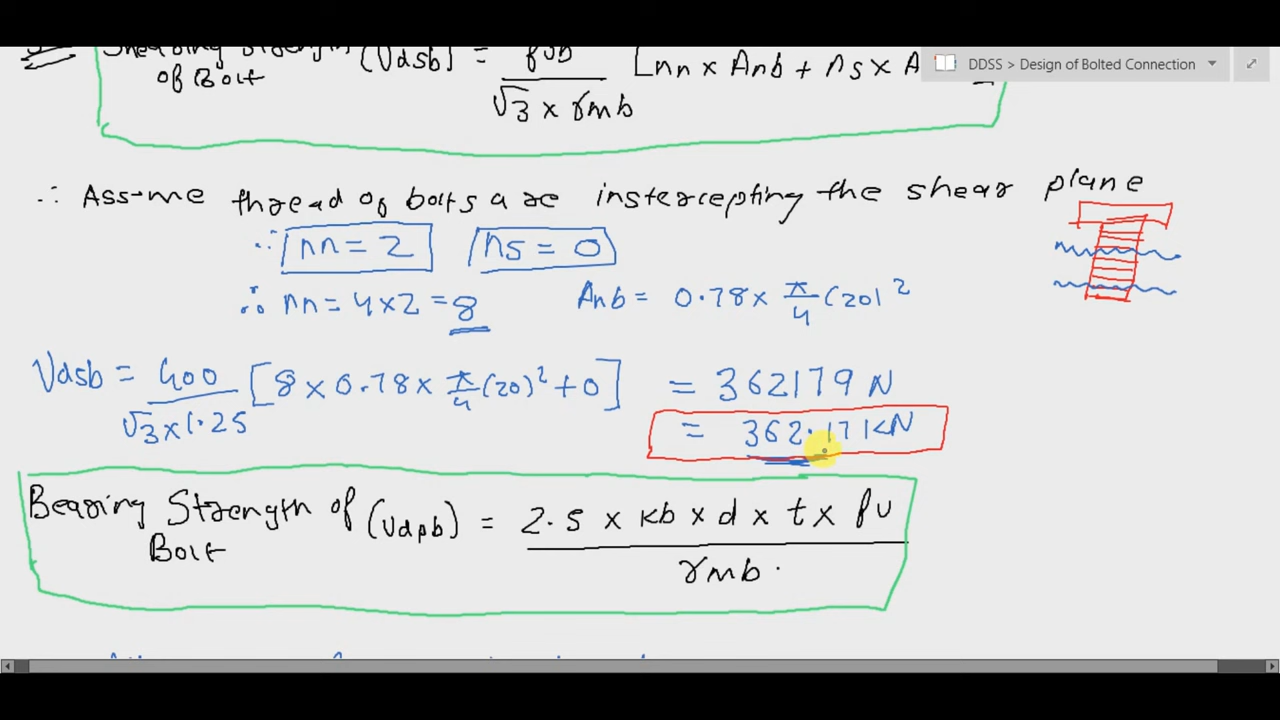 Shearing Strength of Bolt (Vdsb) = fub / √3 × γmb [nn × Anb + ns × A
DDSS > Design of Bolted Connection
∴ Assume thread of bolts are instercepting the shear plane
∵ nn = 2 ns = 0
∴ nn = 4×2 = 8 Anb = 0.78 × π/4 (20)²
Vdsb = 400 / √3 × 1.25 [8 × 0.78 × π/4 (20)² + 0] = 362179 N
= 362.171 KN
Bearing Strength of Bolt (Vdpb) = 2.5 × kb × d × t × fu / γmb .